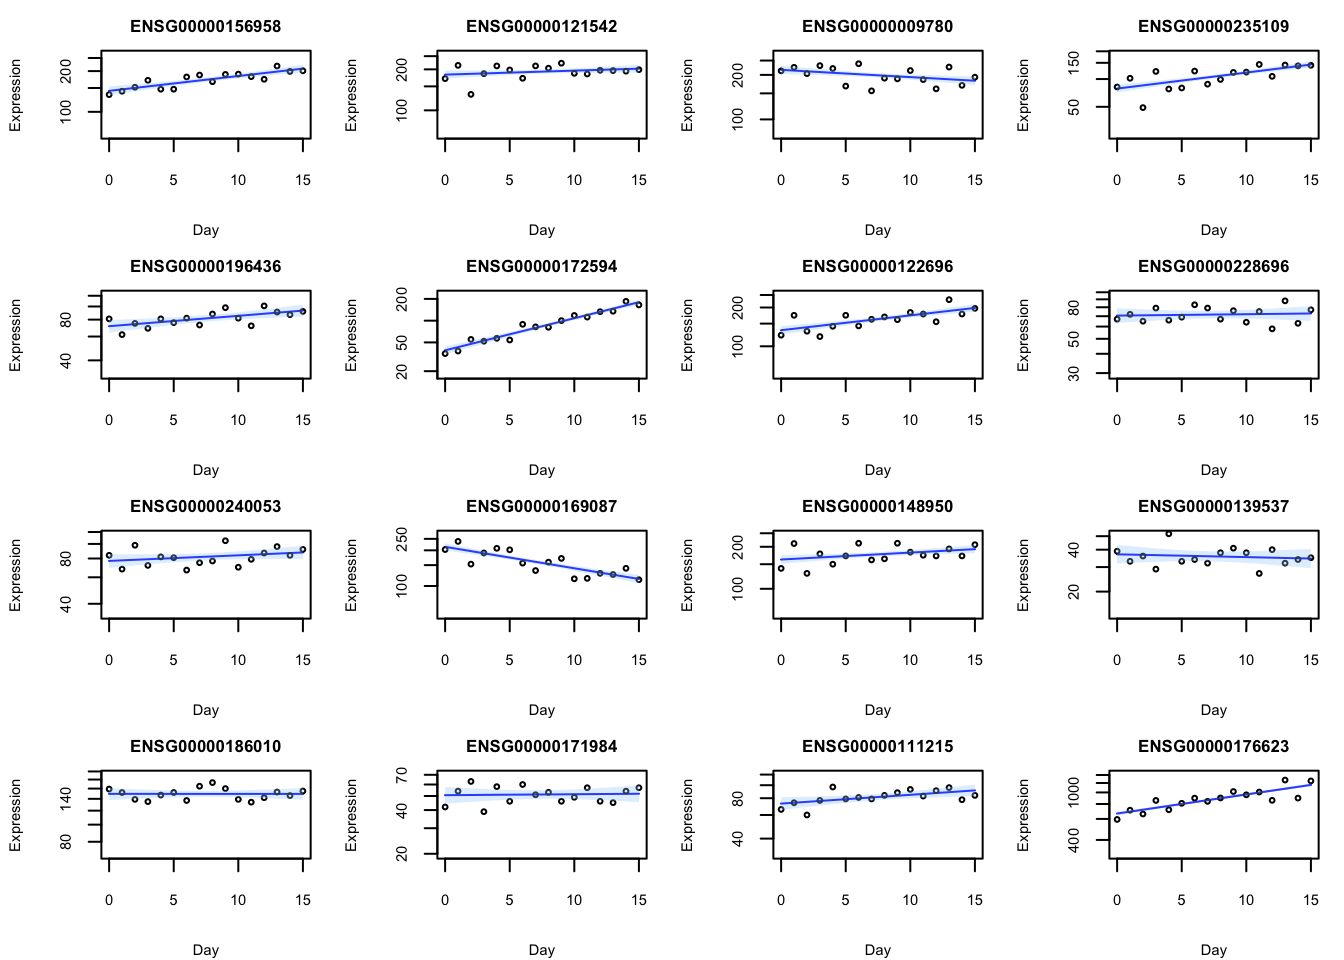 ENSG00000156958
Expression
100
200
0 5 10 15
Day
ENSG00000121542
Expression
100
200
0 5 10 15
Day
ENSG00000009780
Expression
100
200
0 5 10 15
Day
ENSG00000235109
Expression
50
150
0 5 10 15
Day
ENSG00000196436
Expression
40
80
0 5 10 15
Day
ENSG00000172594
Expression
20
50
200
0 5 10 15
Day
ENSG00000122696
Expression
100
200
0 5 10 15
Day
ENSG00000228696
Expression
30
50
80
0 5 10 15
Day
ENSG00000240053
Expression
40
80
0 5 10 15
Day
ENSG00000169087
Expression
100
250
0 5 10 15
Day
ENSG00000148950
Expression
100
200
0 5 10 15
Day
ENSG00000139537
Expression
20
40
0 5 10 15
Day
ENSG00000186010
Expression
80
140
0 5 10 15
Day
ENSG00000171984
Expression
20
40
70
0 5 10 15
Day
ENSG00000111215
Expression
40
80
0 5 10 15
Day
ENSG00000176623
Expression
400
1000
0 5 10 15
Day